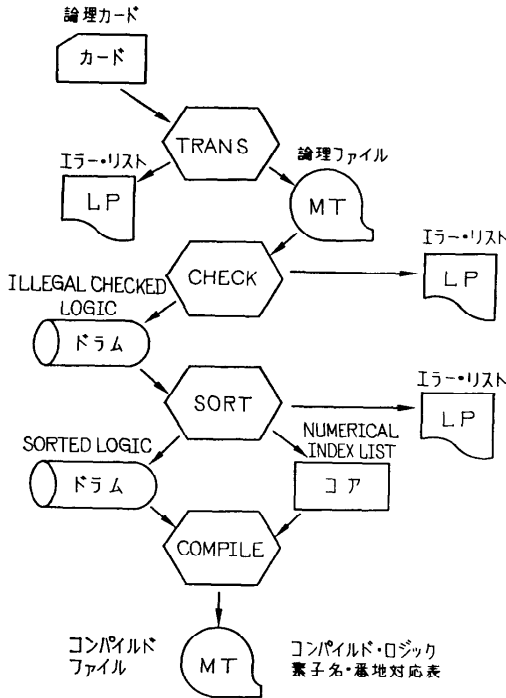 論理カード
カード
TRANS
エラー・リスト
LP
論理ファイル
MT
CHECK
エラー・リスト
LP
ILLEGAL CHECKED
LOGIC
ドラム
SORT
エラー・リスト
LP
SORTED LOGIC
ドラム
NUMERICAL
INDEX LIST
コア
COMPILE
コンパイルド
ファイル
MT
コンパイルド・ロジック
素子名・番地対応表